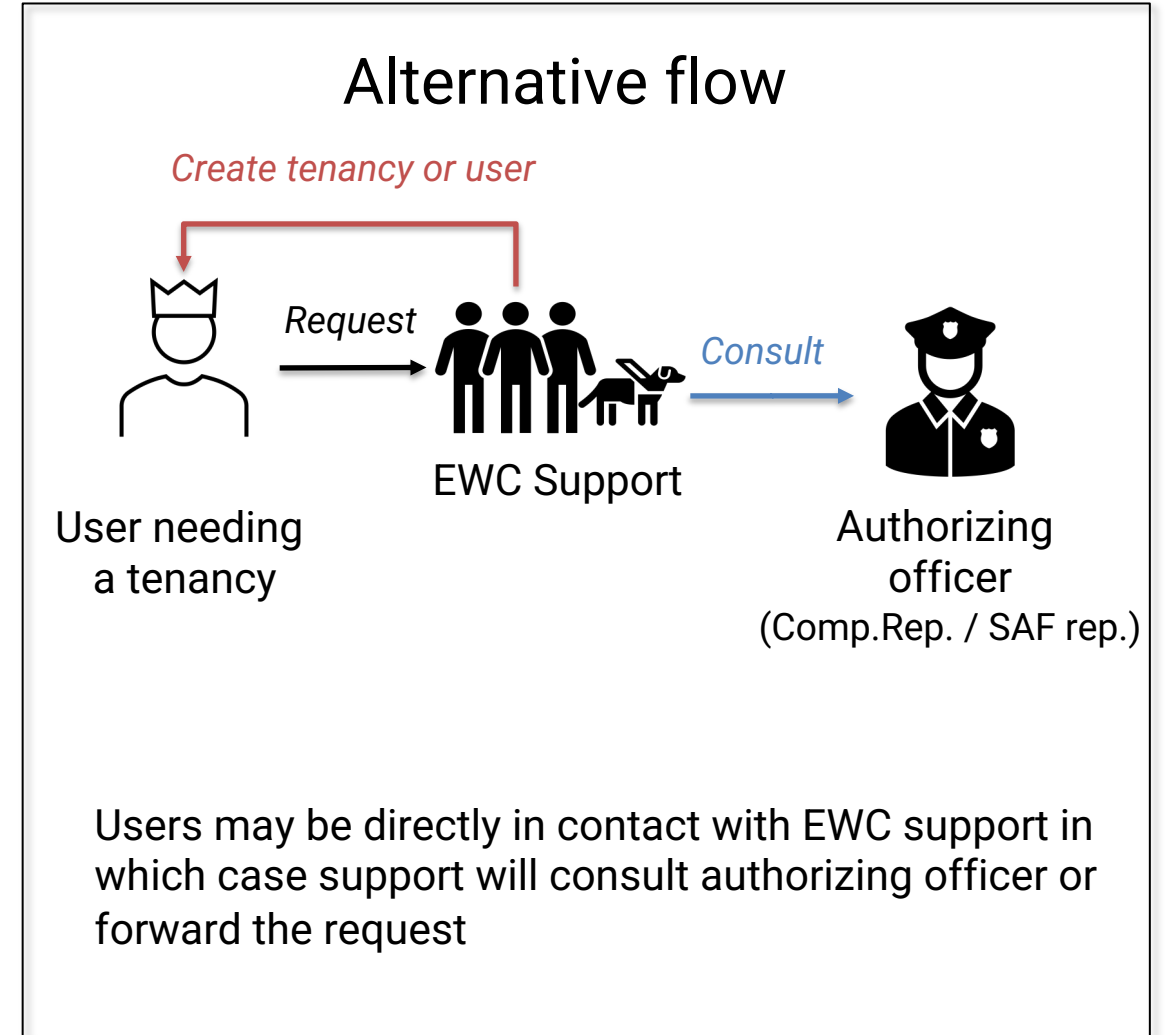 Alternative flow
Create tenancy or user
Request
Consult
EWC Support
User needing
a tenancy
Authorizing
officer
(Comp.Rep. / SAF rep.)
Users may be directly in contact with EWC support in
which case support will consult authorizing officer or
forward the request